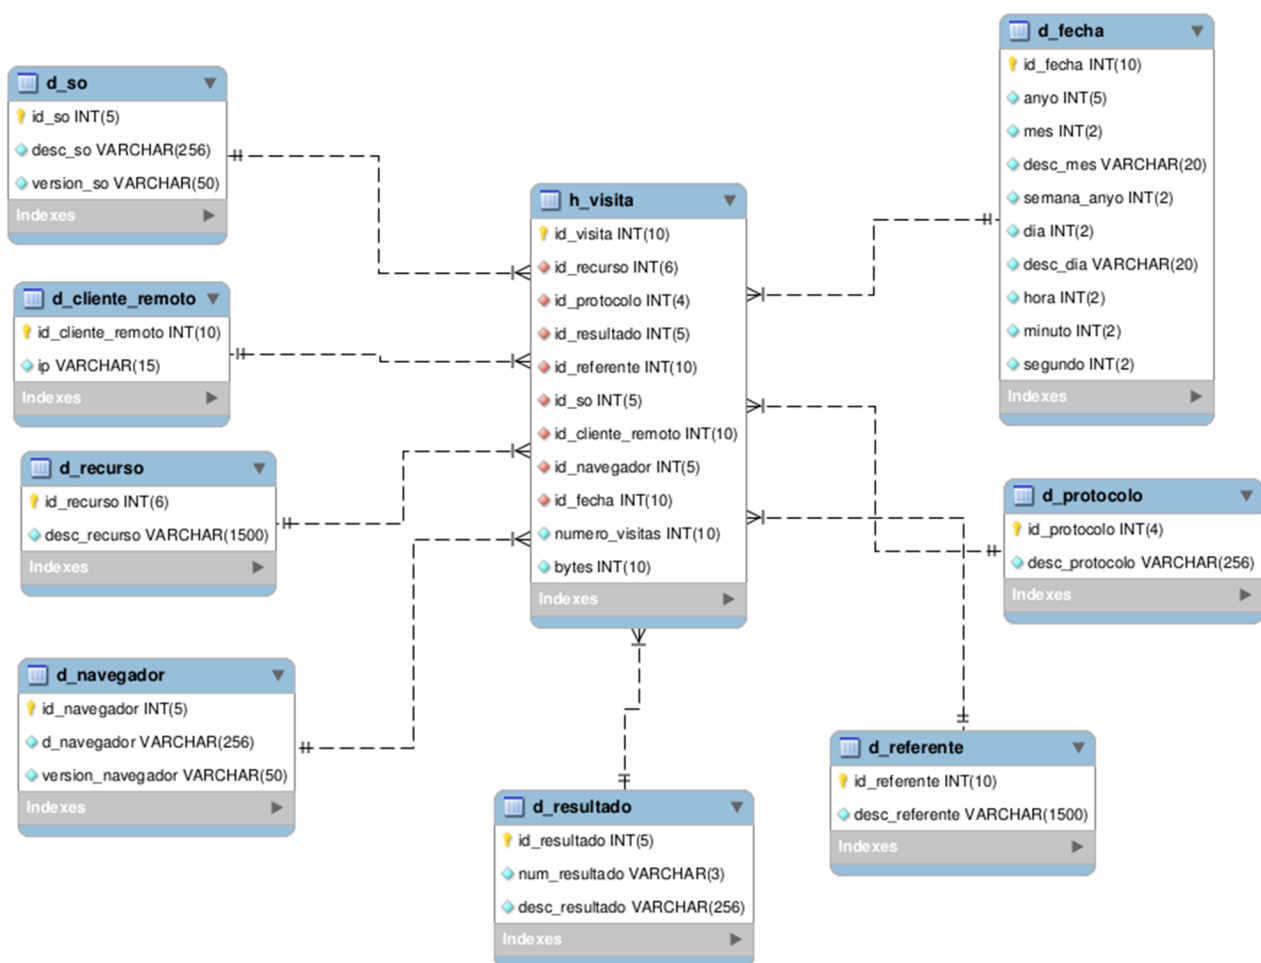 d_so
id_so INT(5)
desc_so VARCHAR(256)
version_so VARCHAR(50)
Indexes
d_cliente_remoto
id_cliente_remoto INT(10)
ip VARCHAR(15)
Indexes
d_recurso
id_recurso INT(6)
desc_recurso VARCHAR(1500)
Indexes
d_navegador
id_navegador INT(5)
d_navegador VARCHAR(256)
version_navegador VARCHAR(50)
Indexes
h_visita
id_visita INT(10)
id_recurso INT(6)
id_protocolo INT(4)
id_resultado INT(5)
id_referente INT(10)
id_so INT(5)
id_cliente_remoto INT(10)
id_navegador INT(5)
id_fecha INT(10)
numero_visitas INT(10)
bytes INT(10)
Indexes
d_resultado
id_resultado INT(5)
num_resultado VARCHAR(3)
desc_resultado VARCHAR(256)
Indexes
d_fecha
id_fecha INT(10)
anyo INT(5)
mes INT(2)
desc_mes VARCHAR(20)
semana_anyo INT(2)
dia INT(2)
desc_dia VARCHAR(20)
hora INT(2)
minuto INT(2)
segundo INT(2)
Indexes
d_protocolo
id_protocolo INT(4)
desc_protocolo VARCHAR(256)
Indexes
d_referente
id_referente INT(10)
desc_referente VARCHAR(1500)
Indexes